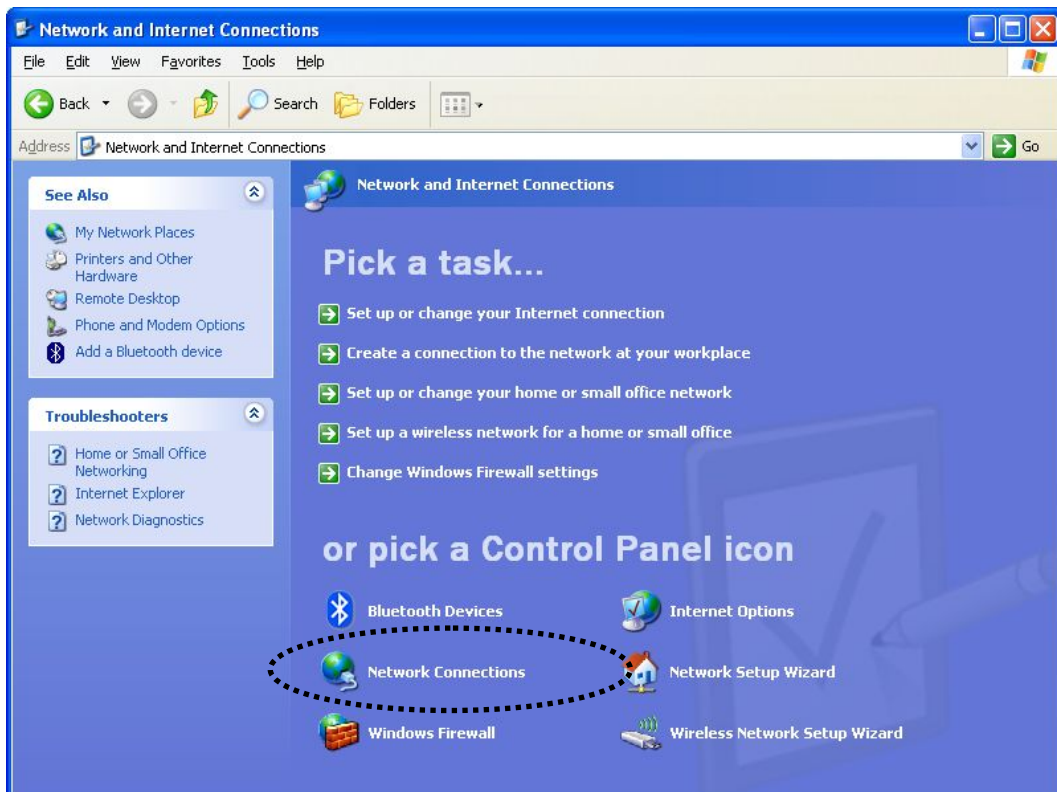 Network and Internet Connections
File Edit View Favorites Tools Help
Back Search Folders
Address Network and Internet Connections Go
See Also
My Network Places
Printers and Other
Hardware
Remote Desktop
Phone and Modem Options
Add a Bluetooth device
Troubleshooters
Home or Small Office
Networking
Internet Explorer
Network Diagnostics
Network and Internet Connections
Pick a task...
Set up or change your Internet connection
Create a connection to the network at your workplace
Set up or change your home or small office network
Set up a wireless network for a home or small office
Change Windows Firewall settings
or pick a Control Panel icon
Bluetooth Devices Internet Options
Network Connections Network Setup Wizard
Windows Firewall Wireless Network Setup Wizard